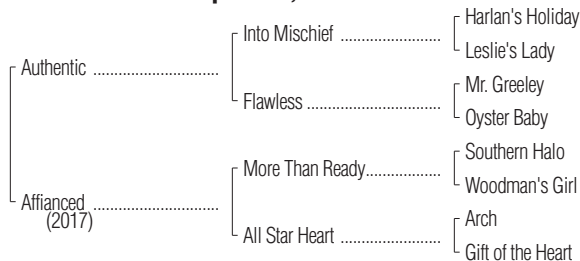 Harlan's Holiday
Into Mischief
Leslie's Lady
Authentic
Mr. Greeley
Flawless
Oyster Baby
Southern Halo
More Than Ready
Woodman's Girl
Affianced
(2017)
Arch
All Star Heart
Gift of the Heart